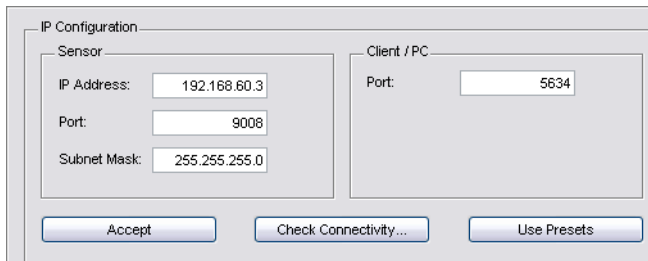 IP Configuration
Sensor
IP Address: 192.168.60.3
Port: 9008
Subnet Mask: 255.255.255.0
Client / PC
Port: 5634
Accept
Check Connectivity...
Use Presets